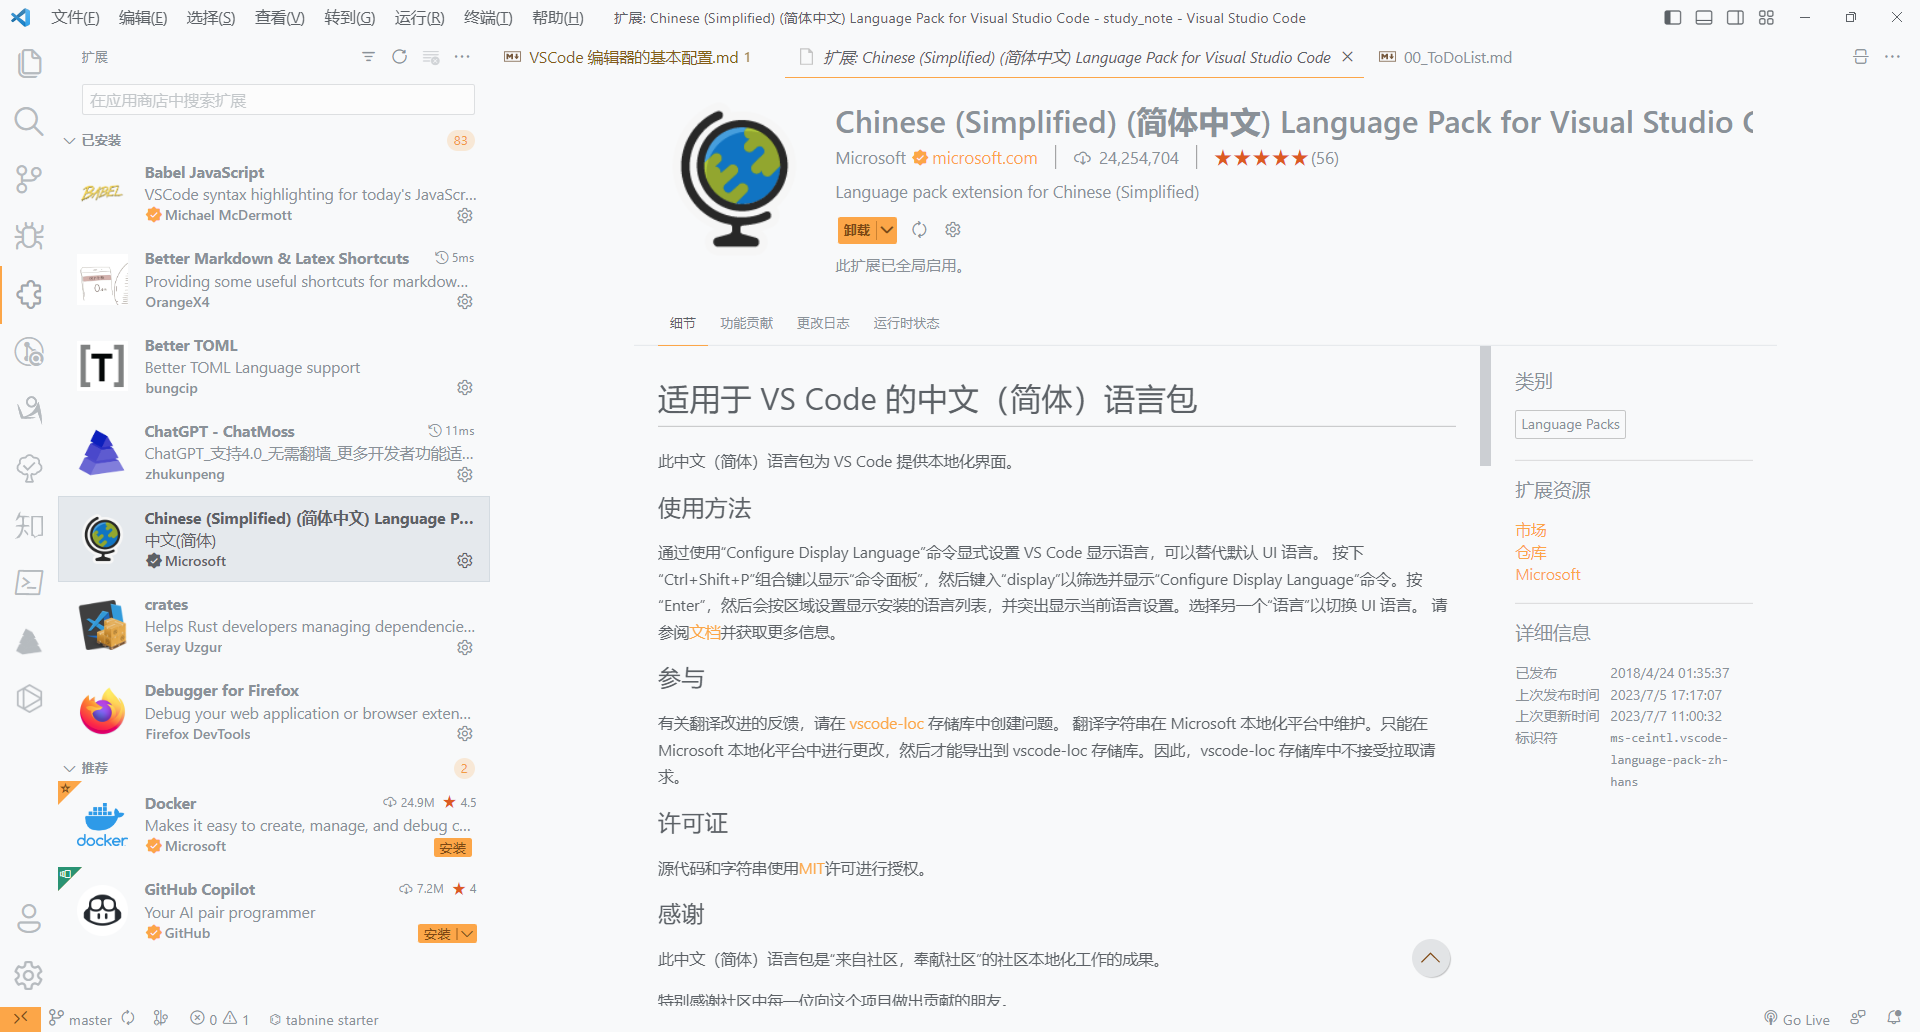 文件(F) 编辑(E) 选择(S) 查看(V) 转到(G) 运行(R) 终端(T) 帮助(H) 扩展: Chinese (Simplified) (简体中文) Language Pack for Visual Studio Code - study_note - Visual Studio Code
扩展
VSCode 编辑器的基本配置.md 1
扩展: Chinese (Simplified) (简体中文) Language Pack for Visual Studio Code
00_ToDoList.md
在应用商店中搜索扩展
已安装 83
Babel JavaScript
VSCode syntax highlighting for today's JavaScr...
Michael McDermott
BABEL
Better Markdown & Latex Shortcuts 5ms
Providing some useful shortcuts for markdow...
OrangeX4
Better TOML
Better TOML Language support
bungcip
[T]
ChatGPT - ChatMoss 11ms
ChatGPT_支持4.0_无需翻墙_更多开发者功能适...
zhukunpeng
Chinese (Simplified) (简体中文) Language P...
中文(简体)
Microsoft
crates
Helps Rust developers managing dependencie...
Seray Uzgur
Debugger for Firefox
Debug your web application or browser exten...
Firefox DevTools
推荐 2
Docker 24.9M 4.5
Makes it easy to create, manage, and debug c...
Microsoft 安装
docker
GitHub Copilot 7.2M 4
Your AI pair programmer
GitHub 安装
知
Chinese (Simplified) (简体中文) Language Pack for Visual Studio C
Microsoft microsoft.com 24,254,704 ★★★★★(56)
Language pack extension for Chinese (Simplified)
卸载
此扩展已全局启用。
细节 功能贡献 更改日志 运行时状态
适用于 VS Code 的中文（简体）语言包
此中文（简体）语言包为 VS Code 提供本地化界面。
使用方法
通过使用“Configure Display Language”命令显式设置 VS Code 显示语言，可以替代默认 UI 语言。 按下
“Ctrl+Shift+P”组合键以显示“命令面板”，然后键入“display”以筛选并显示“Configure Display Language”命令。按
“Enter”，然后会按区域设置显示安装的语言列表，并突出显示当前语言设置。选择另一个“语言”以切换 UI 语言。 请
参阅文档并获取更多信息。
参与
有关翻译改进的反馈，请在 vscode-loc 存储库中创建问题。 翻译字符串在 Microsoft 本地化平台中维护。只能在
Microsoft 本地化平台中进行更改，然后才能导出到 vscode-loc 存储库。因此，vscode-loc 存储库中不接受拉取请
求。
许可证
源代码和字符串使用MIT许可进行授权。
感谢
此中文（简体）语言包是“来自社区，奉献社区”的社区本地化工作的成果。
特别感谢社区中每一位向这个项目做出贡献的朋友。
类别
Language Packs
扩展资源
市场
仓库
Microsoft
详细信息
已发布 2018/4/24 01:35:37
上次发布时间 2023/7/5 17:17:07
上次更新时间 2023/7/7 11:00:32
标识符 ms-ceintl.vscode-
language-pack-zh-
hans
master 0 1 tabnine starter Go Live